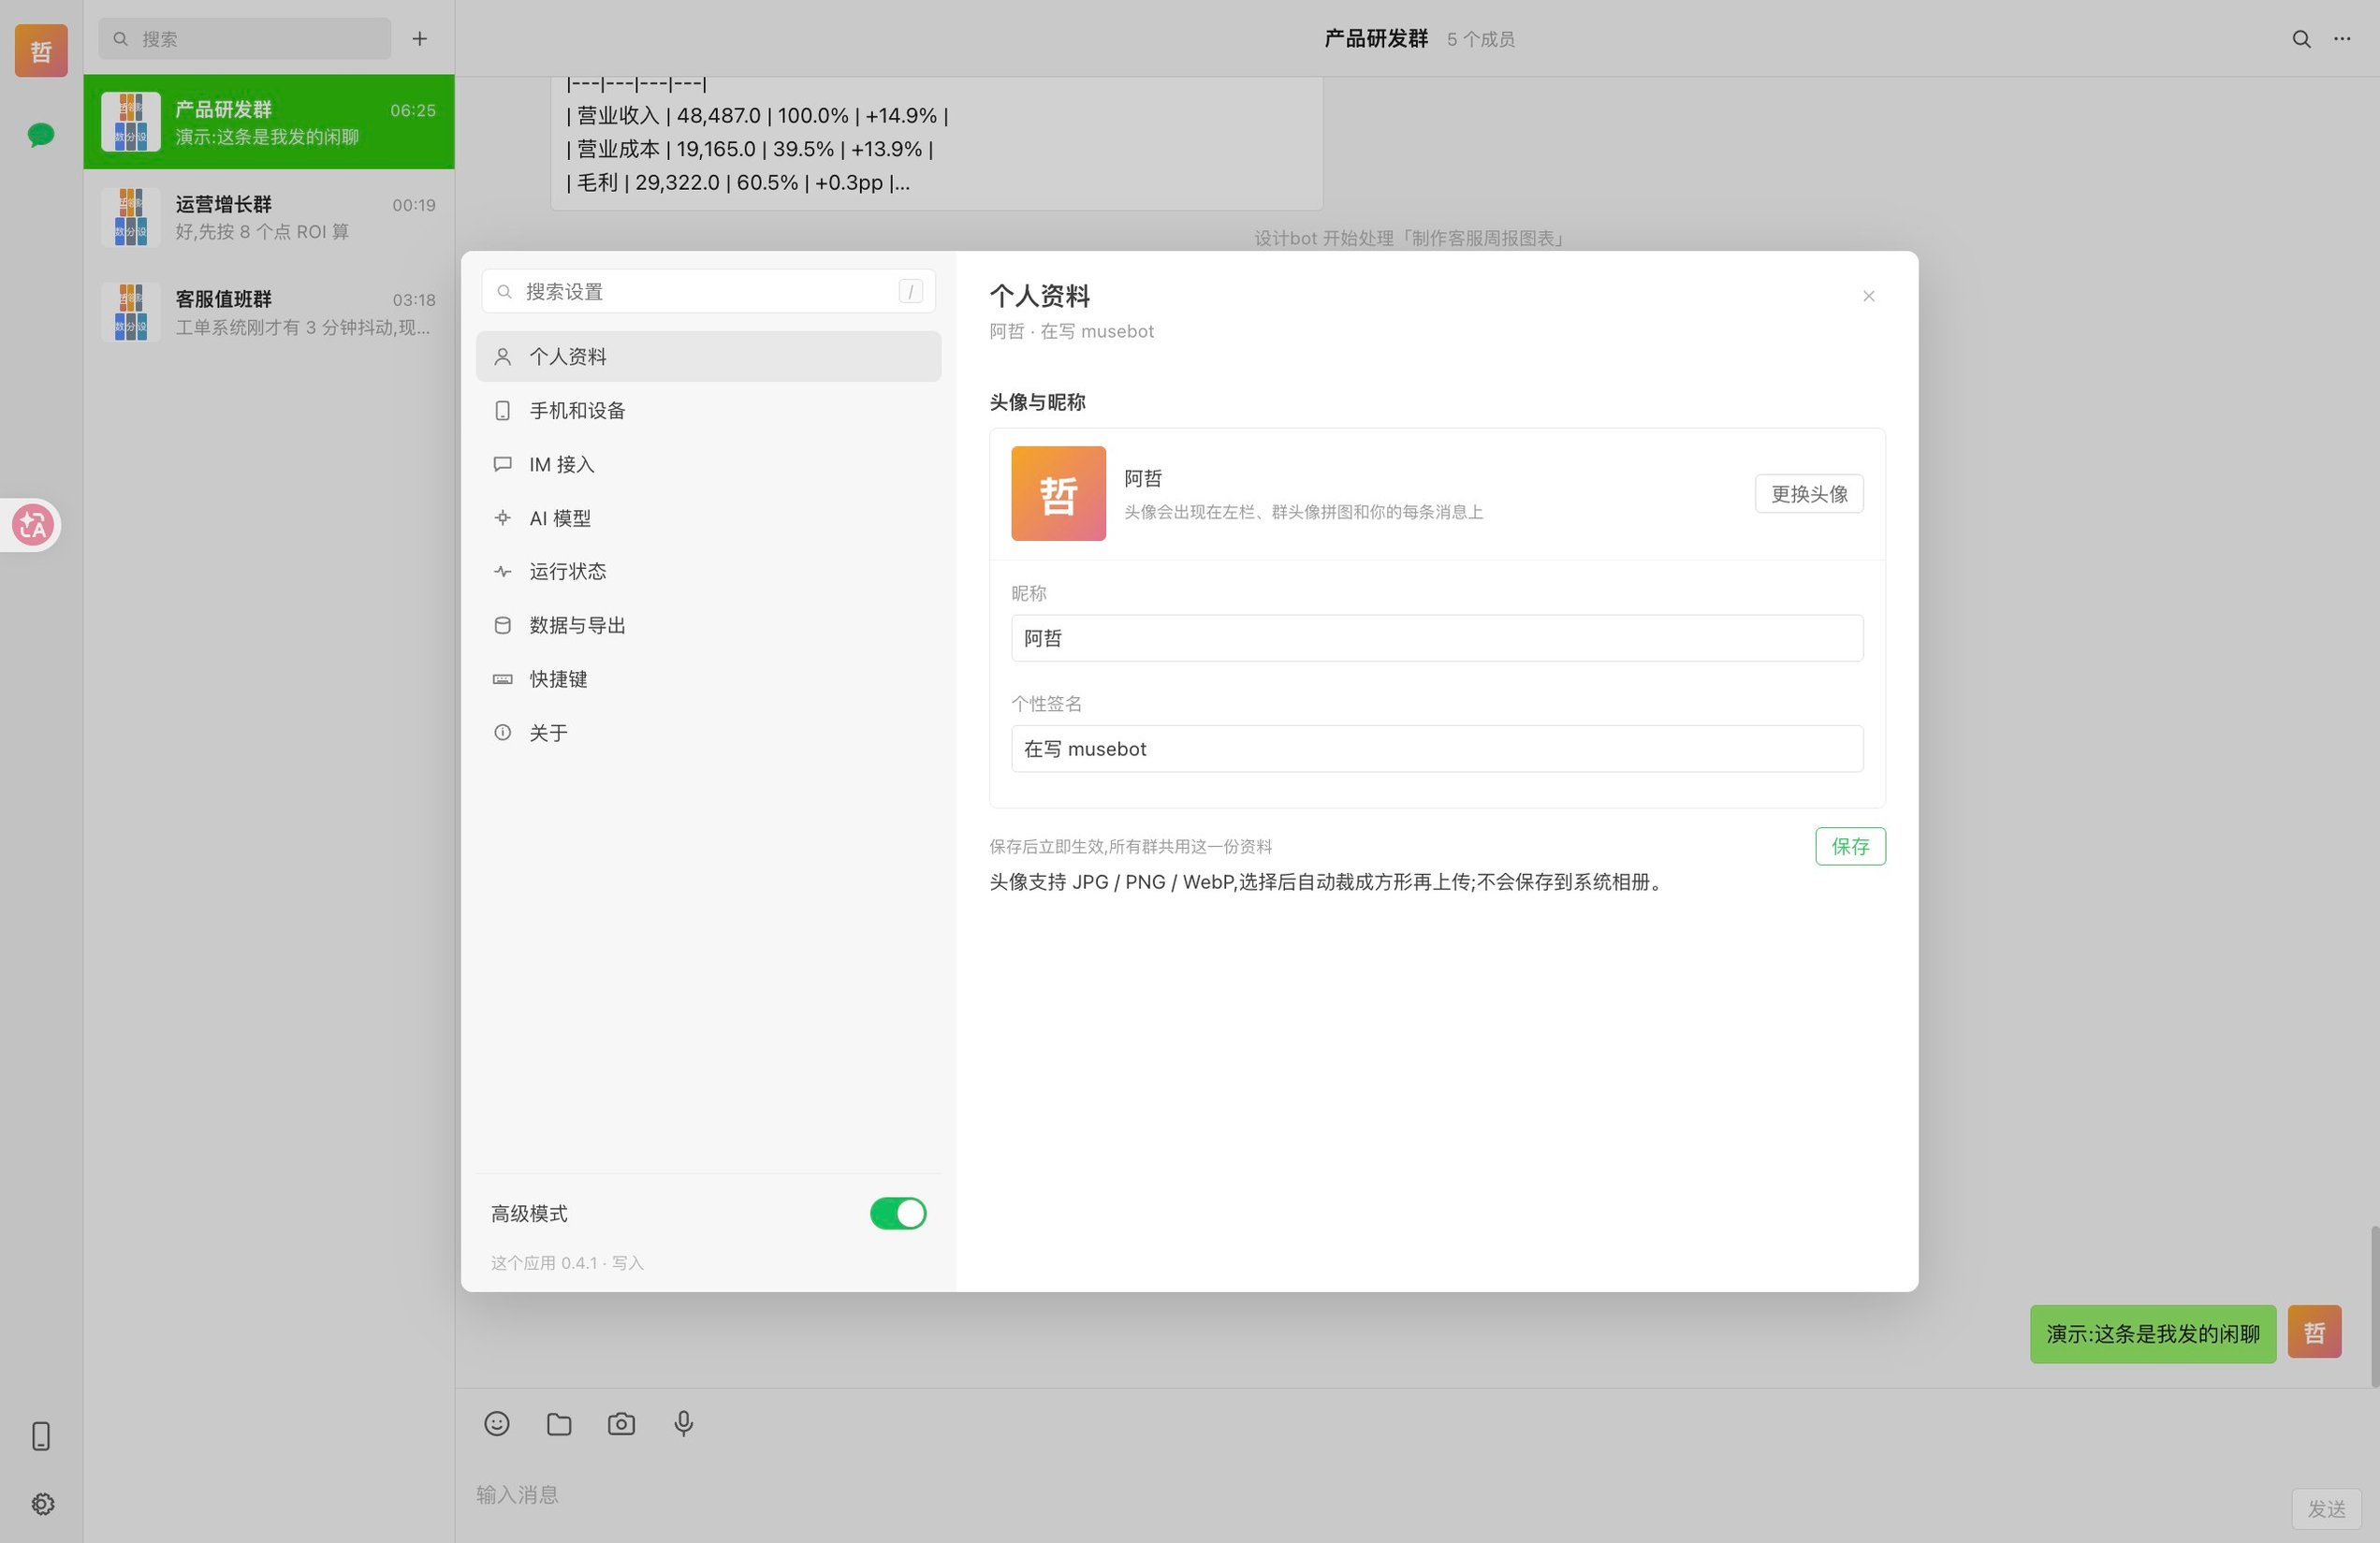 哲
搜索
产品研发群 06:25
演示:这条是我发的闲聊
运营增长群 00:19
好,先按 8 个点 ROI 算
客服值班群 03:18
工单系统刚才有 3 分钟抖动,现...
产品研发群 5 个成员
|---|---|---|---|
| 营业收入 | 48,487.0 | 100.0% | +14.9% |
| 营业成本 | 19,165.0 | 39.5% | +13.9% |
| 毛利 | 29,322.0 | 60.5% | +0.3pp |...
设计bot 开始处理「制作客服周报图表」
搜索设置 /
个人资料
手机和设备
IM 接入
AI 模型
运行状态
数据与导出
快捷键
关于
高级模式
这个应用 0.4.1 · 写入
个人资料
阿哲 · 在写 musebot
头像与昵称
哲
阿哲
头像会出现在左栏、群头像拼图和你的每条消息上
更换头像
昵称
阿哲
个性签名
在写 musebot
保存后立即生效,所有群共用这一份资料
保存
头像支持 JPG / PNG / WebP,选择后自动裁成方形再上传;不会保存到系统相册。
演示:这条是我发的闲聊
哲
输入消息
发送